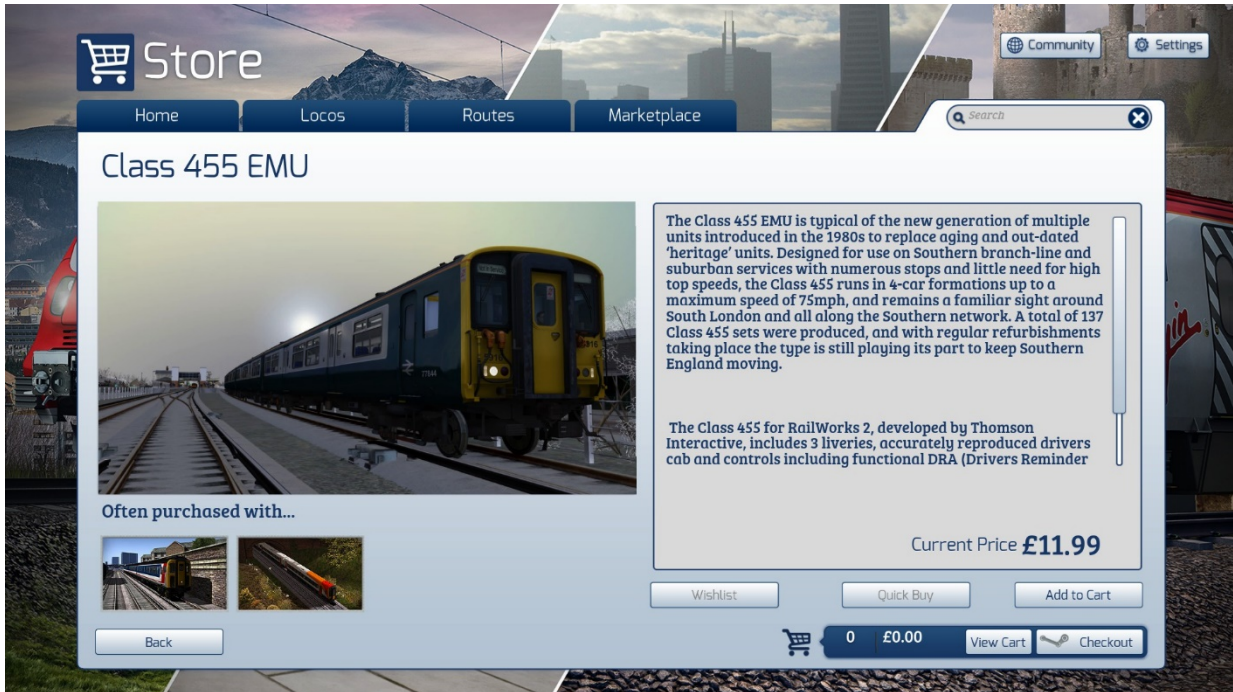 Store
Community
Settings
Home
Locos
Routes
Marketplace
Search
Class 455 EMU
The Class 455 EMU is typical of the new generation of multiple
units introduced in the 1980s to replace aging and out-dated
'heritage' units. Designed for use on Southern branch-line and
suburban services with numerous stops and little need for high
top speeds, the Class 455 runs in 4-car formations up to a
maximum speed of 75mph, and remains a familiar sight around
South London and all along the Southern network. A total of 137
Class 455 sets were produced, and with regular refurbishments
taking place the type is still playing its part to keep Southern
England moving.
The Class 455 for RailWorks 2, developed by Thomson
Interactive, includes 3 liveries, accurately reproduced drivers
cab and controls including functional DRA (Drivers Reminder
Current Price £11.99
77544
Often purchased with...
Wishlist
Quick Buy
Add to Cart
Back
0
£0.00
View Cart
Checkout